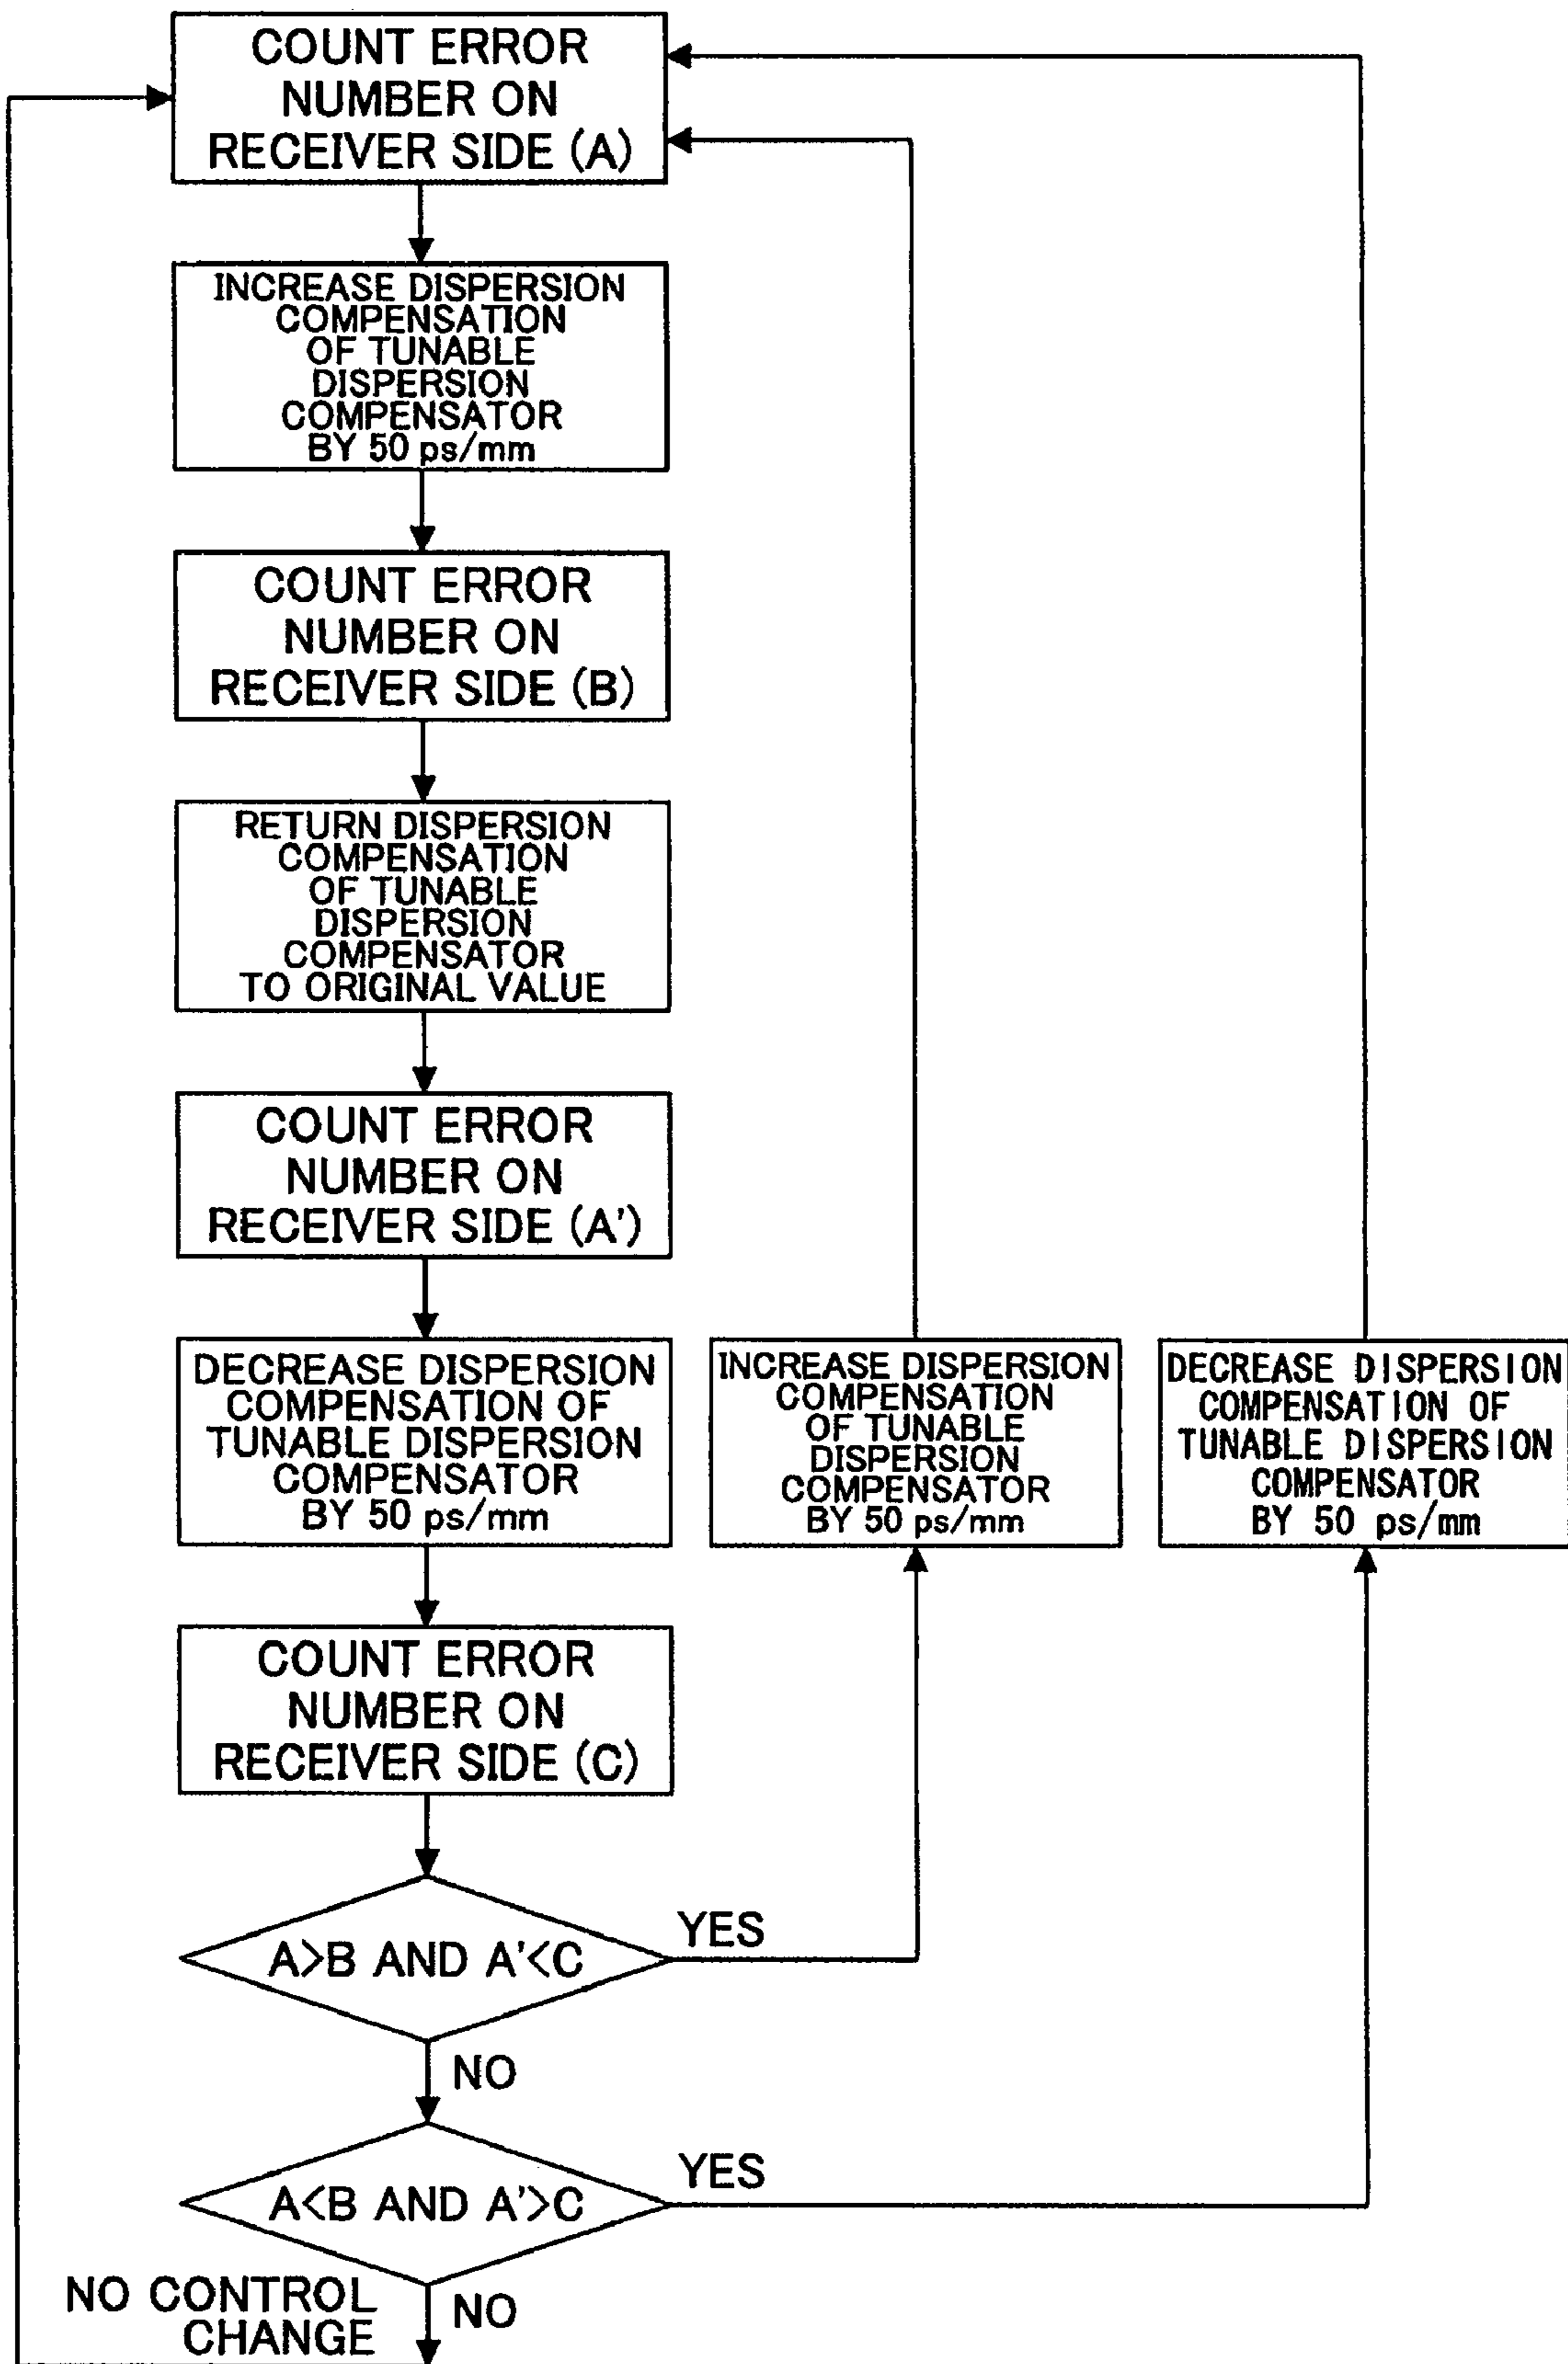 COUNT ERROR
NUMBER ON
RECEIVER SIDE (A)
INCREASE DISPERSION
COMPENSATION
OF TUNABLE
DISPERSION
COMPENSATOR
BY 50 ps/mm
COUNT ERROR
NUMBER ON
RECEIVER SIDE (B)
RETURN DISPERSION
COMPENSATION
OF TUNABLE
DISPERSION
COMPENSATOR
TO ORIGINAL VALUE
COUNT ERROR
NUMBER ON
RECEIVER SIDE (A')
DECREASE DISPERSION
COMPENSATION OF
TUNABLE DISPERSION
COMPENSATOR
BY 50 ps/mm
INCREASE DISPERSION
COMPENSATION
OF TUNABLE
DISPERSION
COMPENSATOR
BY 50 ps/mm
DECREASE DISPERSION
COMPENSATION OF
TUNABLE DISPERSION
COMPENSATOR
BY 50 ps/mm
COUNT ERROR
NUMBER ON
RECEIVER SIDE (C)
A>B AND A'<C
YES
NO
A<B AND A'>C
YES
NO CONTROL
CHANGE
NO